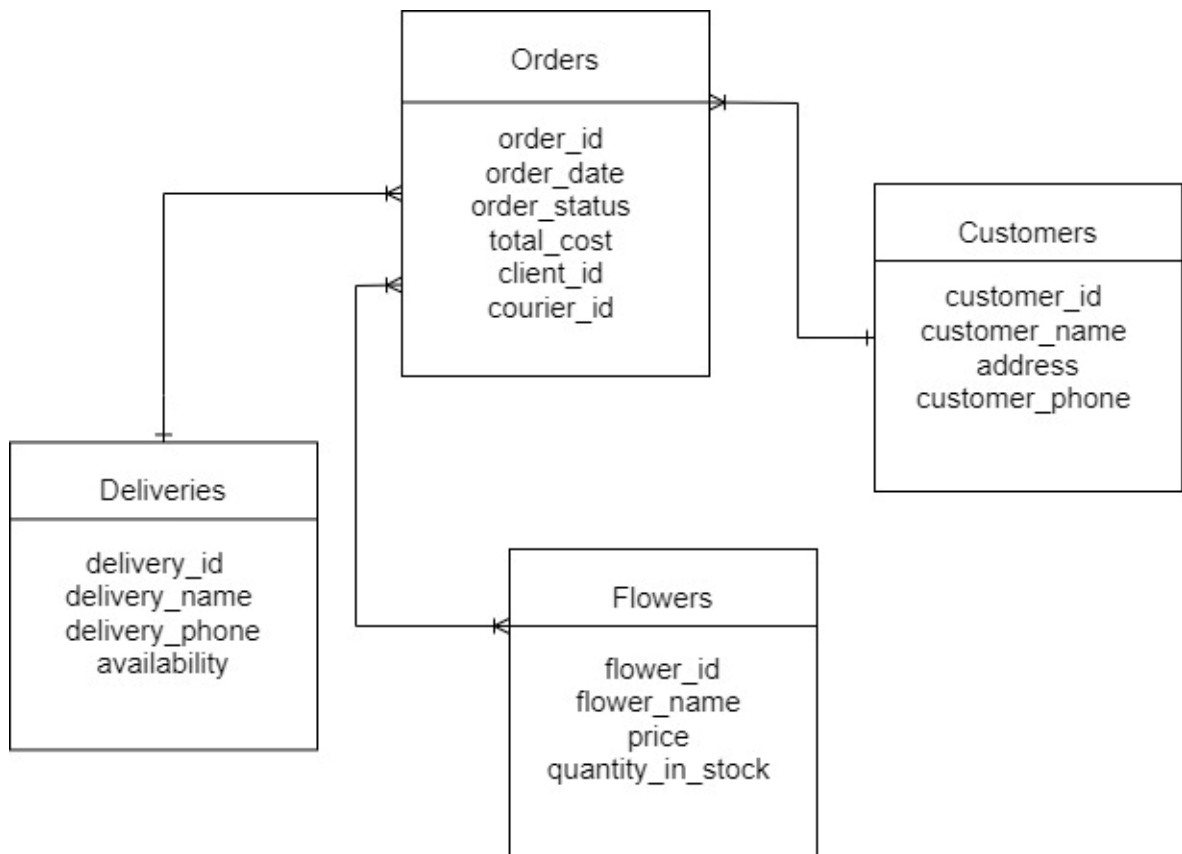 Orders
order_id
order_date
order_status
total_cost
client_id
courier_id
Customers
customer_id
customer_name
address
customer_phone
Deliveries
delivery_id
delivery_name
delivery_phone
availability
Flowers
flower_id
flower_name
price
quantity_in_stock